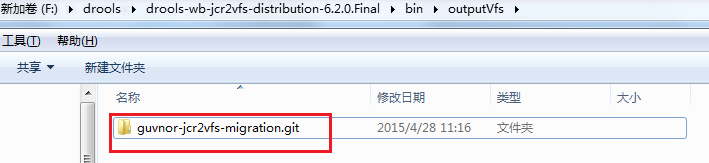 新加卷 (F:) ▸ drools ▸ drools-wb-jcr2vfs-distribution-6.2.0.Final ▸ bin ▸ outputVfs ▸
工具(T) 帮助(H)
共享 新建文件夹
名称 修改日期 类型 大小
guvnor-jcr2vfs-migration.git 2015/4/28 11:16 文件夹